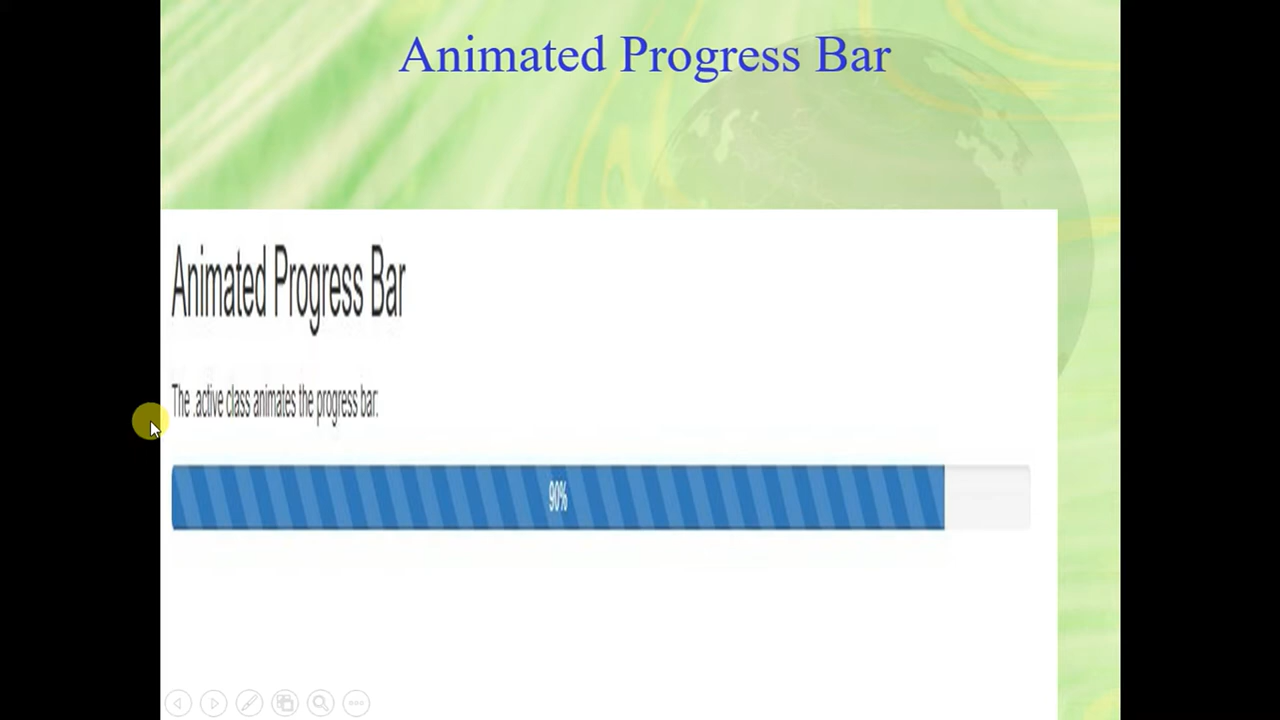 Animated Progress Bar
Animated Progress Bar
The .active class animates the progress bar:
90%